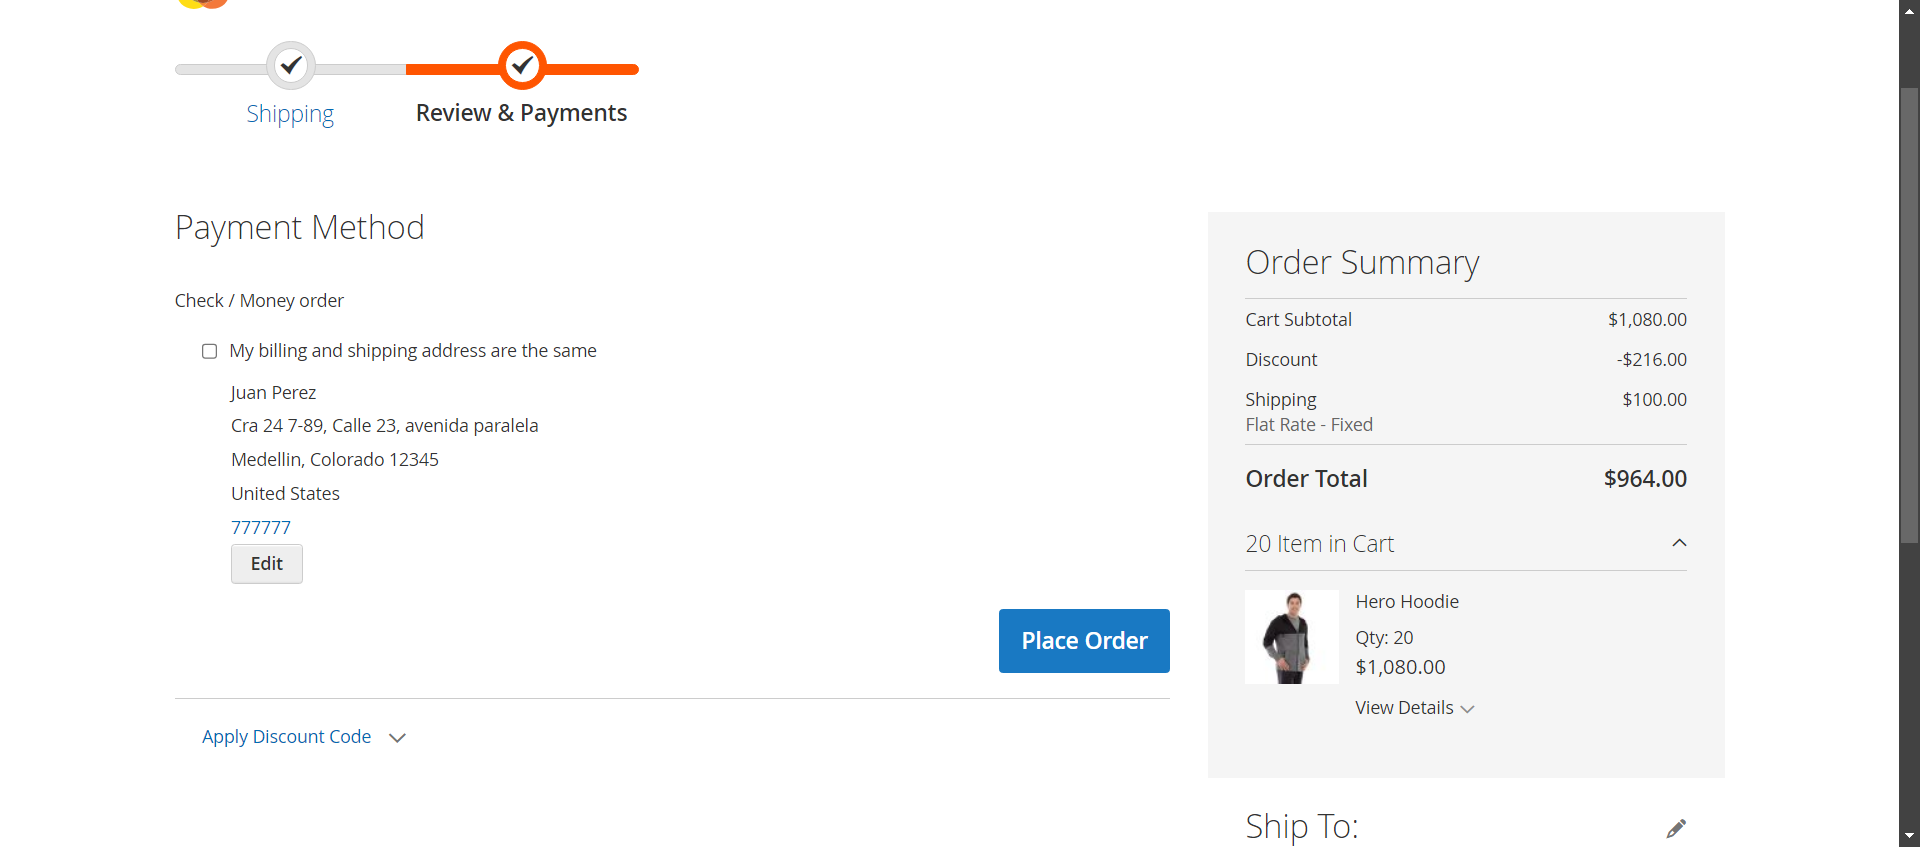 Shipping
Review & Payments
Payment Method
Check / Money order
My billing and shipping address are the same
Juan Perez
Cra 24 7-89, Calle 23, avenida paralela
Medellin, Colorado 12345
United States
777777
Edit
Place Order
Apply Discount Code
Order Summary
Cart Subtotal $1,080.00
Discount -$216.00
Shipping $100.00
Flat Rate - Fixed
Order Total $964.00
20 Item in Cart
Hero Hoodie
Qty: 20
$1,080.00
View Details
Ship To: